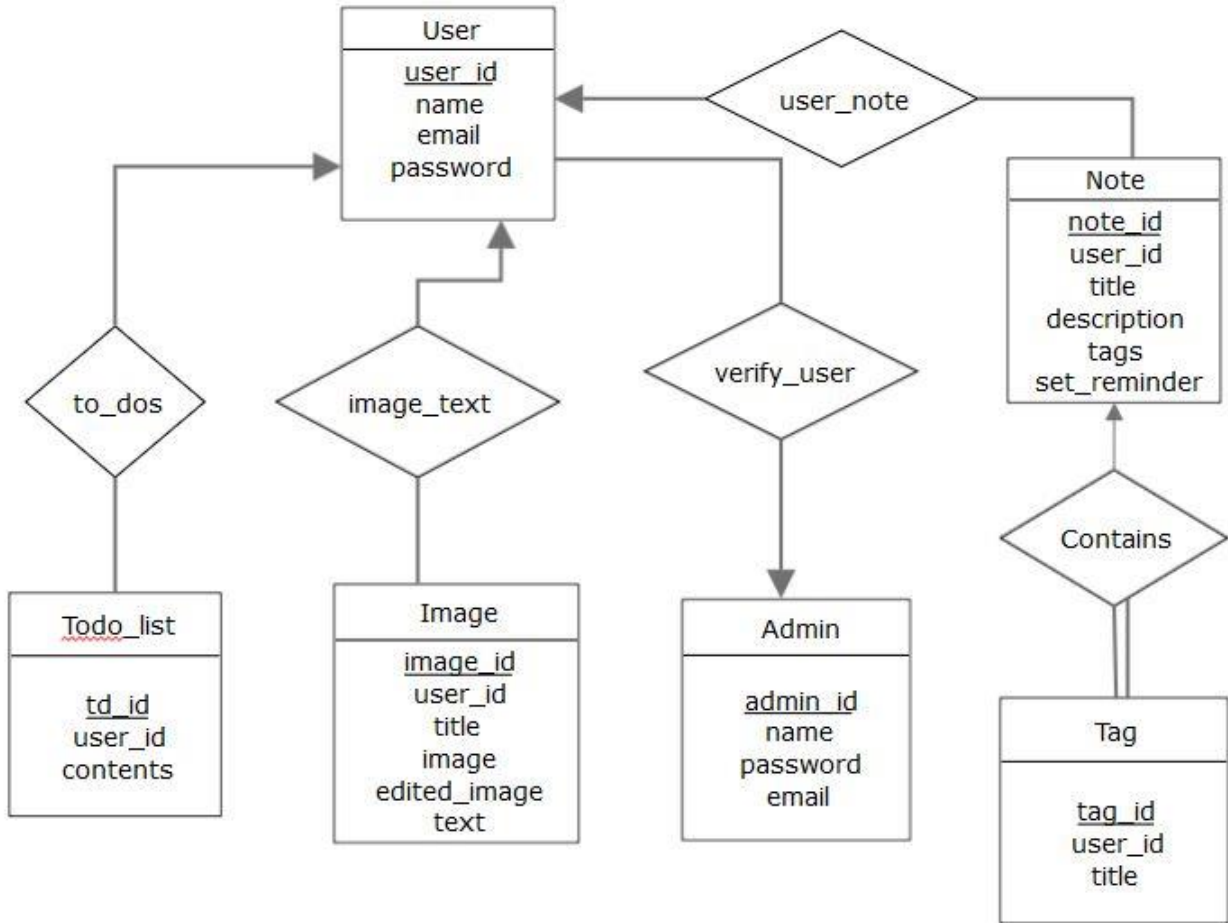 User
user_id
name
email
password
user_note
Note
note_id
user_id
title
description
tags
set_reminder
to_dos
image_text
verify_user
Contains
Todo_list
td_id
user_id
contents
Image
image_id
user_id
title
image
edited_image
text
Admin
admin_id
name
password
email
Tag
tag_id
user_id
title